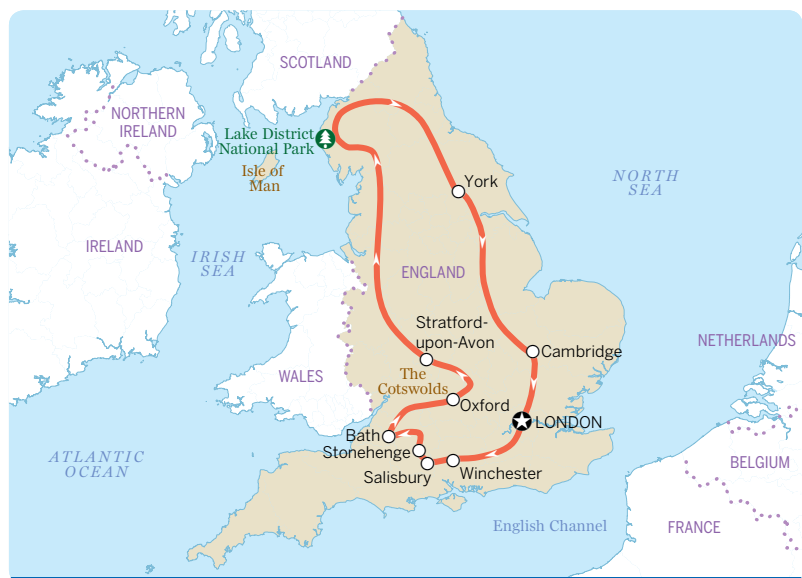 SCOTLAND
NORTHERN
IRELAND
Lake District
National Park
Isle of
Man
York
NORTH
SEA
IRELAND
IRISH
SEA
ENGLAND
Stratford-
upon-Avon
NETHERLANDS
Cambridge
WALES
The
Cotswolds
Oxford
LONDON
Bath
Stonehenge
Salisbury
Winchester
ATLANTIC
OCEAN
BELGIUM
English Channel
FRANCE